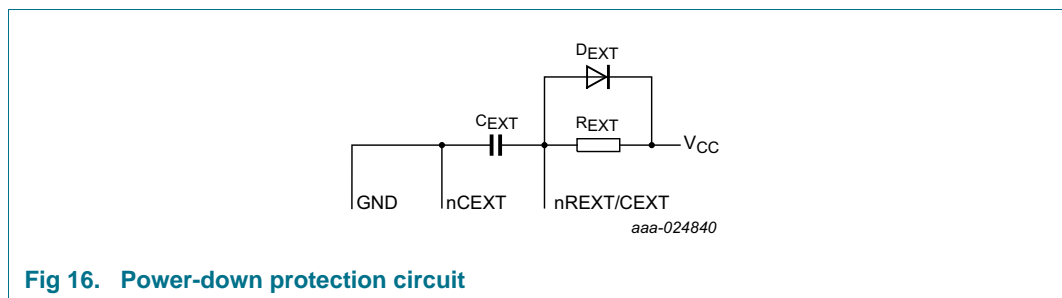 DEXT
CEXT
REXT
VCC
GND
nCEXT
nREXT/CEXT
aaa-024840
Fig 16. Power-down protection circuit